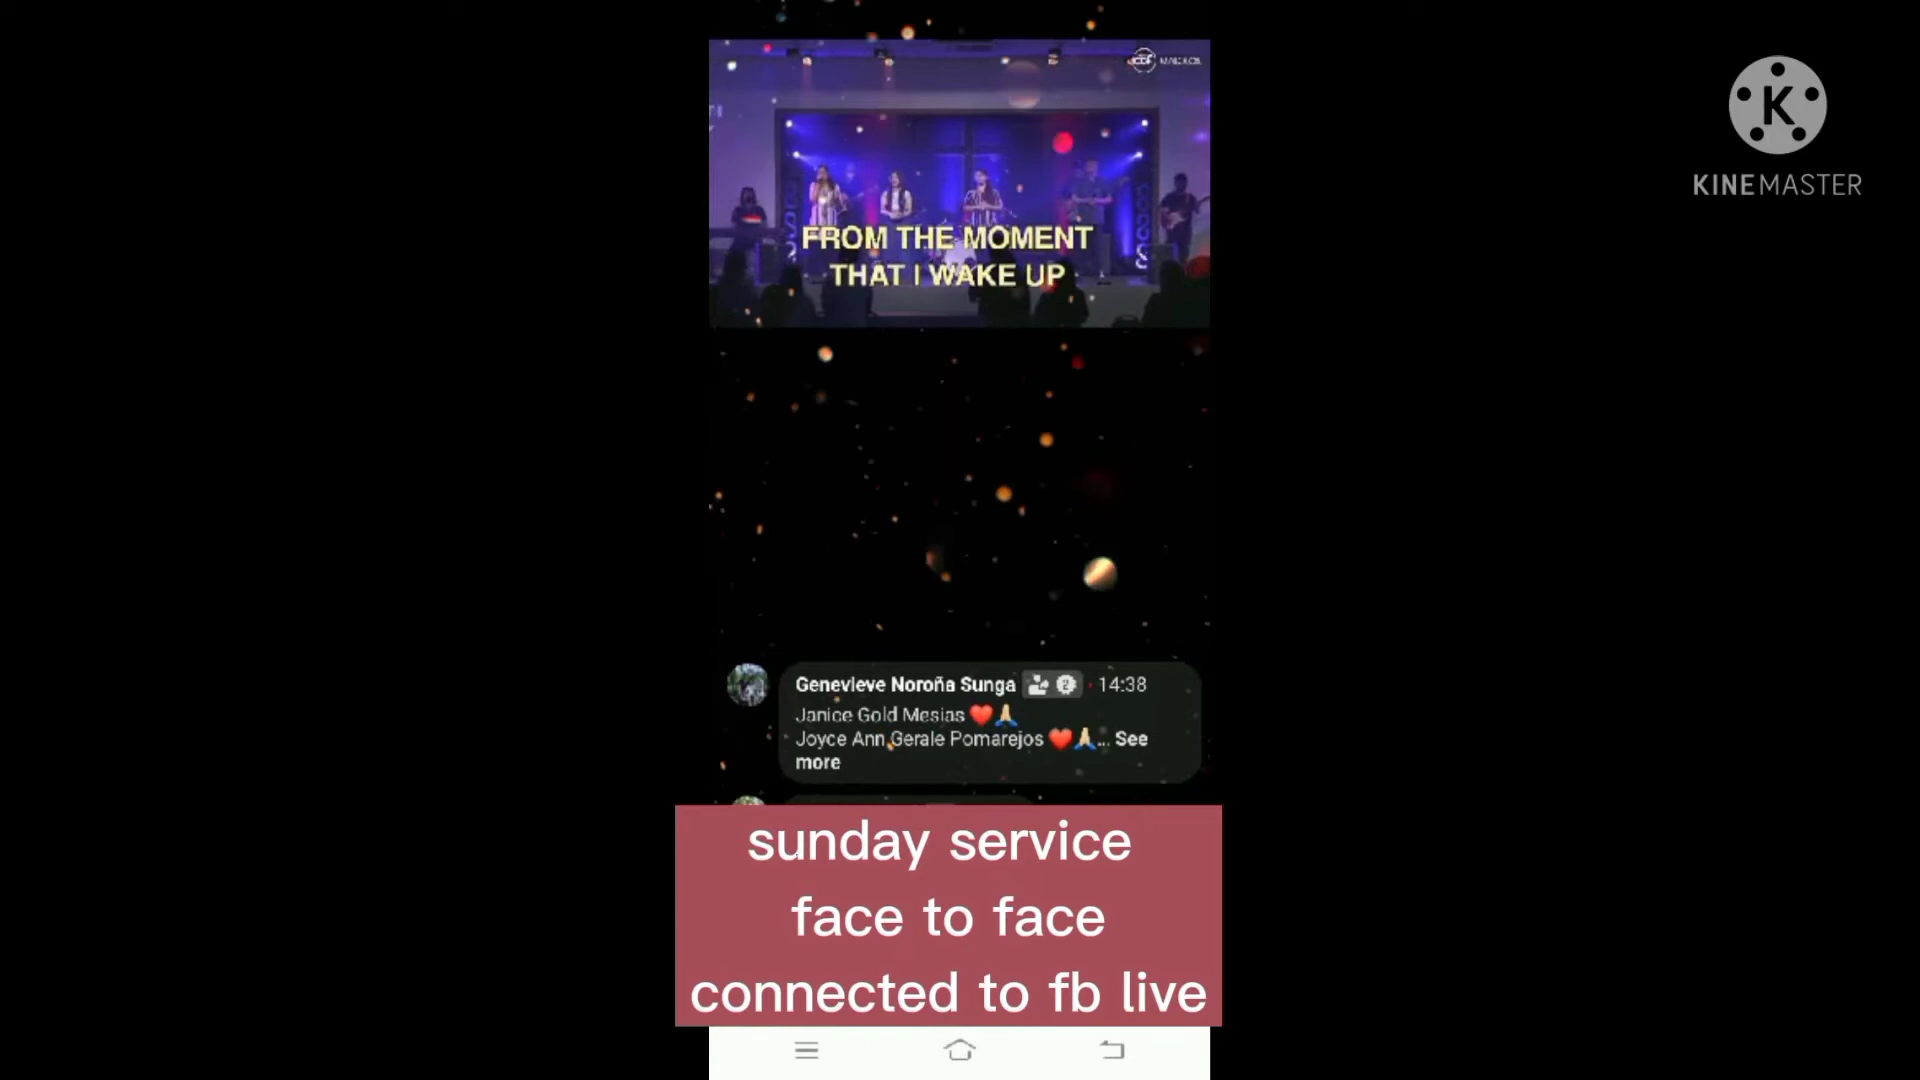 KINEMASTER
FROM THE MOMENT
THAT I WAKE UP
Genevieve Noroña Sunga 14:38
Janice Gold Mesias ❤️🙏
Joyce Ann Gerale Pomarejos ❤️🙏... See
more
sunday service
face to face
connected to fb live